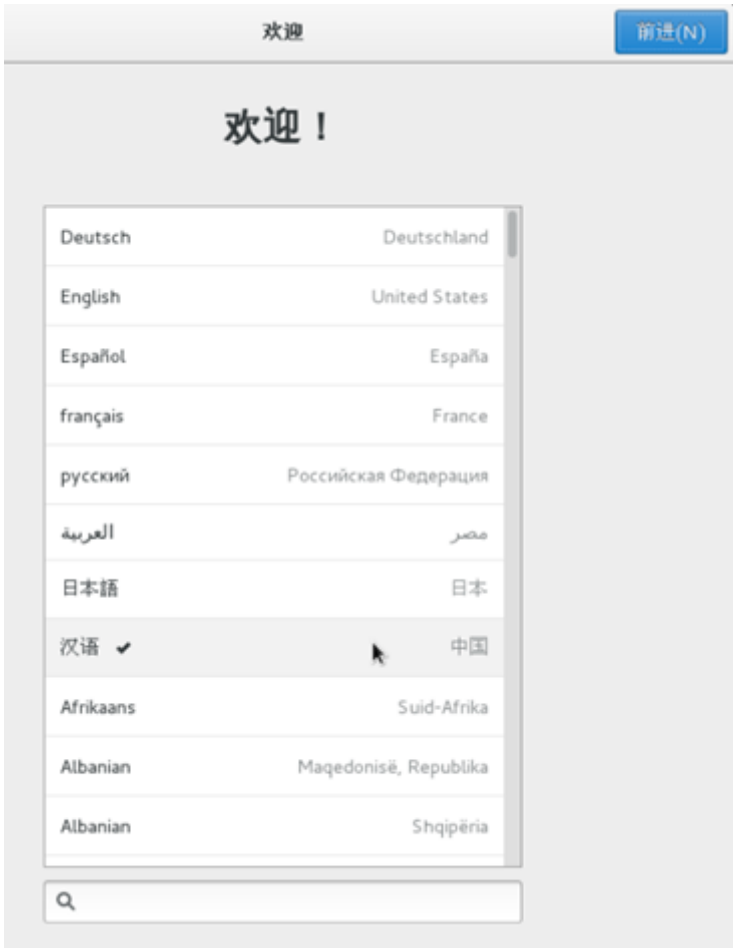 欢迎
前进(N)
欢迎！
Deutsch Deutschland
English United States
Español España
français France
русский Российская Федерация
العربية مصر
日本語 日本
汉语 中国
Afrikaans Suid-Afrika
Albanian Maqedonisë, Republika
Albanian Shqipëria